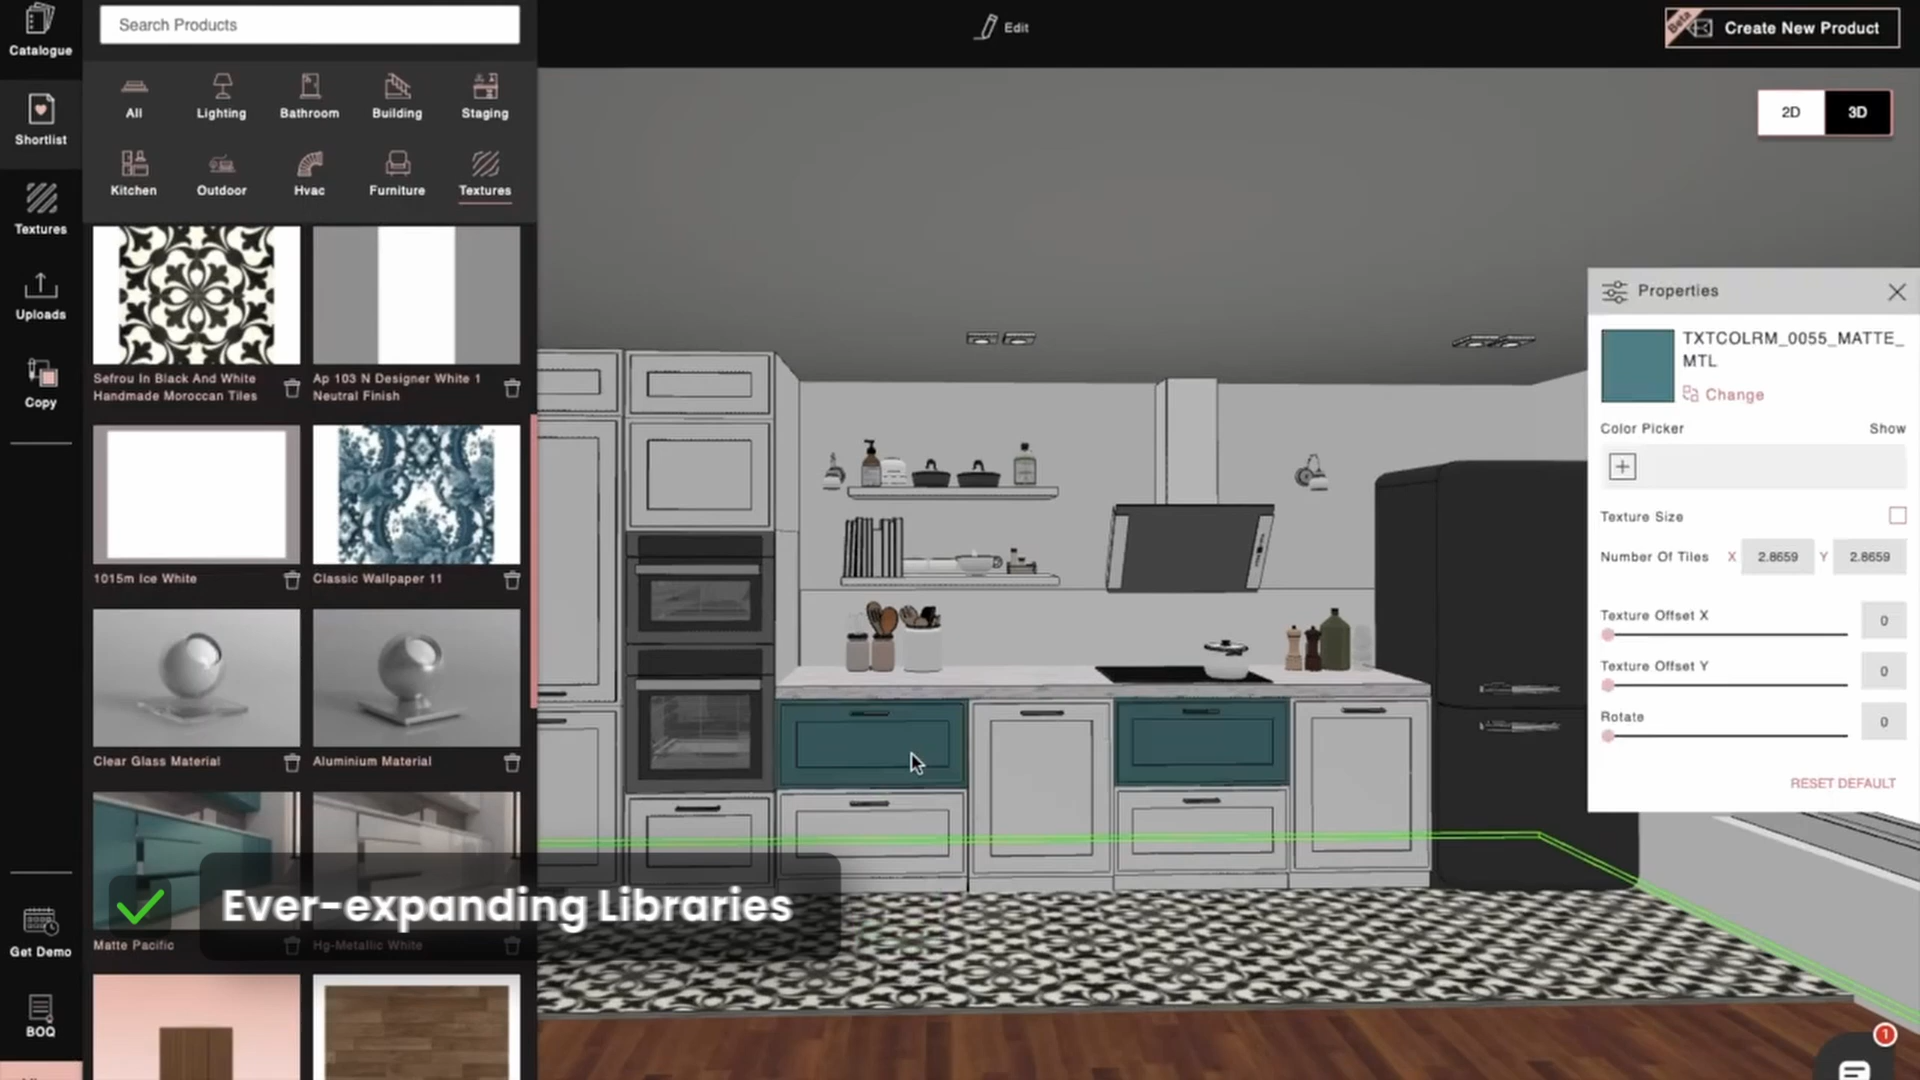 Catalogue
Shortlist
Textures
Uploads
Copy
Get Demo
BOQ
Search Products
All
Lighting
Bathroom
Building
Staging
Kitchen
Outdoor
Hvac
Furniture
Textures
Sefrou In Black And White
Handmade Moroccan Tiles
Ap 103 N Designer White 1
Neutral Finish
1015m Ice White
Classic Wallpaper 11
Clear Glass Material
Aluminium Material
Matte Pacific
Hg-Metallic White
Ever-expanding Libraries
Edit
Beta
Create New Product
2D
3D
Properties
TXTCOLRM_0055_MATTE_
MTL
Change
Color Picker
Show
Texture Size
Number Of Tiles X 2.8659 Y 2.8659
Texture Offset X
0
Texture Offset Y
0
Rotate
0
RESET DEFAULT
1